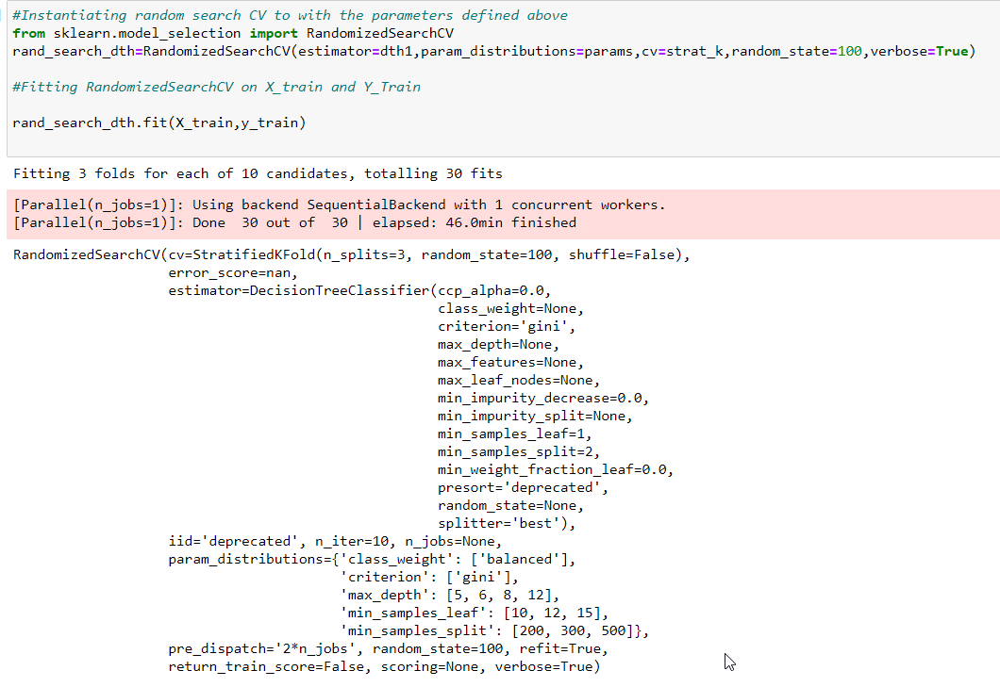 #Instantiating random search CV to with the parameters defined above
from sklearn.model_selection import RandomizedSearchCV
rand_search_dth=RandomizedSearchCV(estimator=dth1,param_distributions=params,cv=strat_k,random_state=100,verbose=True)
#Fitting RandomizedSearchCV on X_train and Y_Train
rand_search_dth.fit(X_train,y_train)
Fitting 3 folds for each of 10 candidates, totalling 30 fits
[Parallel(n_jobs=1)]: Using backend SequentialBackend with 1 concurrent workers.
[Parallel(n_jobs=1)]: Done  30 out of  30 | elapsed: 46.0min finished
RandomizedSearchCV(cv=StratifiedKFold(n_splits=3, random_state=100, shuffle=False),
error_score=nan,
estimator=DecisionTreeClassifier(ccp_alpha=0.0,
class_weight=None,
criterion='gini',
max_depth=None,
max_features=None,
max_leaf_nodes=None,
min_impurity_decrease=0.0,
min_impurity_split=None,
min_samples_leaf=1,
min_samples_split=2,
min_weight_fraction_leaf=0.0,
presort='deprecated',
random_state=None,
splitter='best'),
iid='deprecated', n_iter=10, n_jobs=None,
param_distributions={'class_weight': ['balanced'],
'criterion': ['gini'],
'max_depth': [5, 6, 8, 12],
'min_samples_leaf': [10, 12, 15],
'min_samples_split': [200, 300, 500]},
pre_dispatch='2*n_jobs', random_state=100, refit=True,
return_train_score=False, scoring=None, verbose=True)